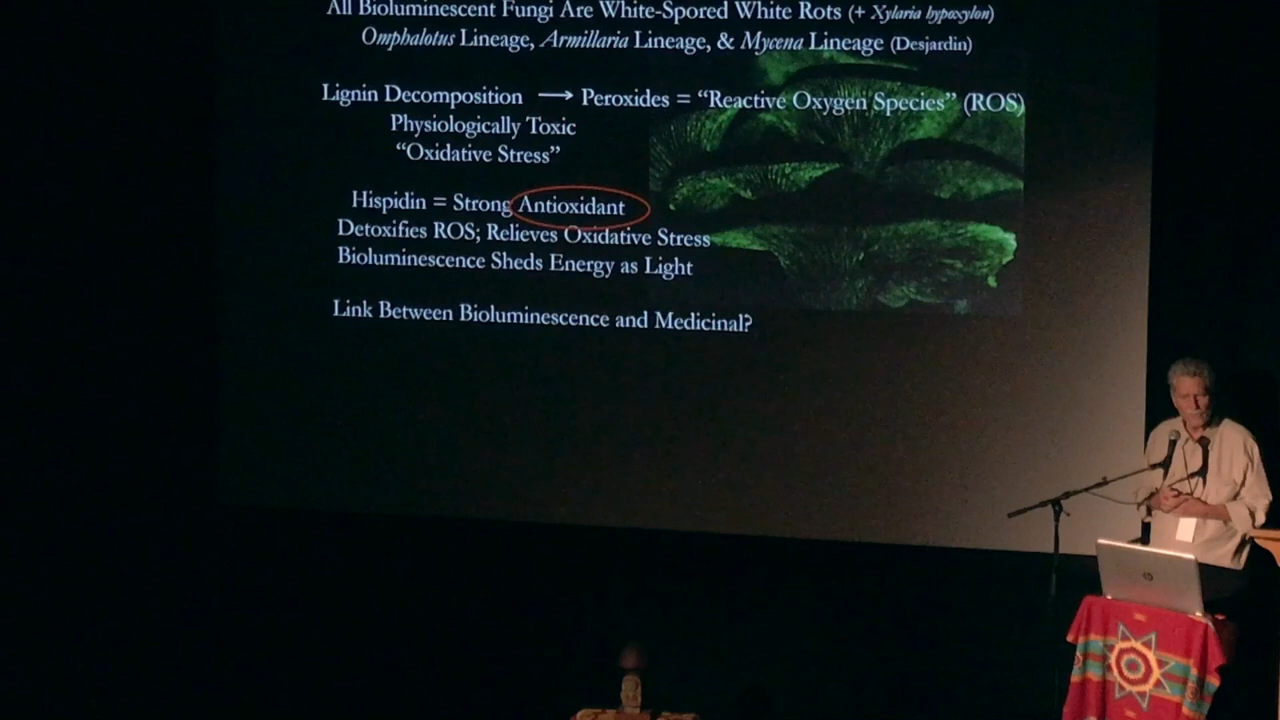 All Bioluminescent Fungi Are White-Spored White Rots (+ Xylaria hypoxylon)
Omphalotus Lineage, Armillaria Lineage, & Mycena Lineage (Desjardin)
Lignin Decomposition ⟶ Peroxides = “Reactive Oxygen Species” (ROS)
Physiologically Toxic
“Oxidative Stress”
Hispidin = Strong Antioxidant
Detoxifies ROS; Relieves Oxidative Stress
Bioluminescence Sheds Energy as Light
Link Between Bioluminescence and Medicinal?
hp